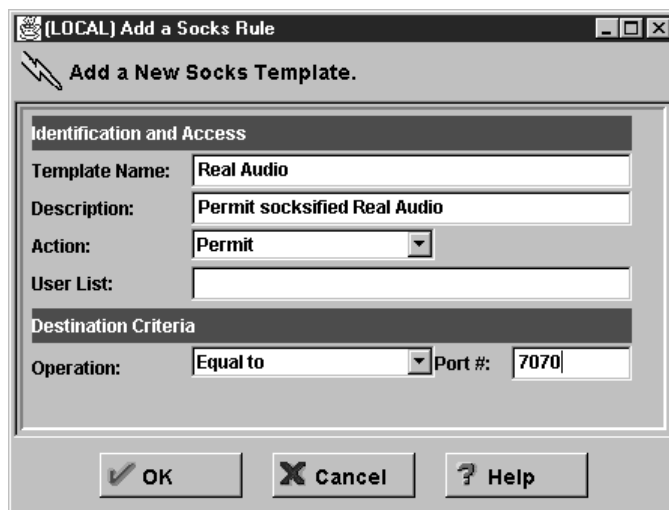 (LOCAL) Add a Socks Rule
Add a New Socks Template.
Identification and Access
Template Name: Real Audio
Description: Permit socksified Real Audio
Action: Permit
User List:
Destination Criteria
Operation: Equal to Port #: 7070
OK Cancel ? Help